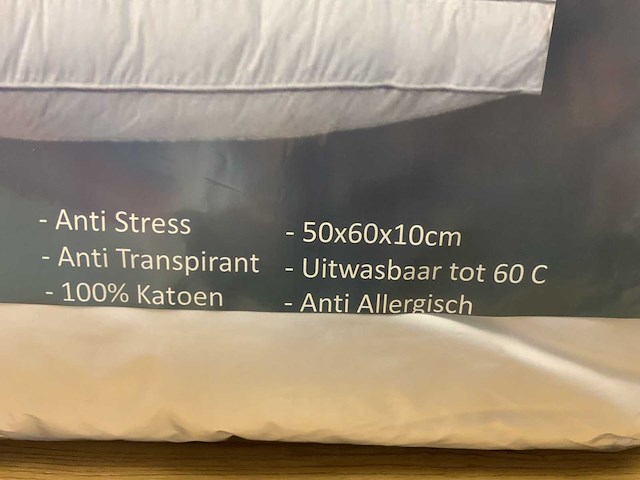 - Anti Stress
- Anti Transpirant
- 100% Katoen
- 50x60x10cm
- Uitwasbaar tot 60 C
- Anti Allergisch